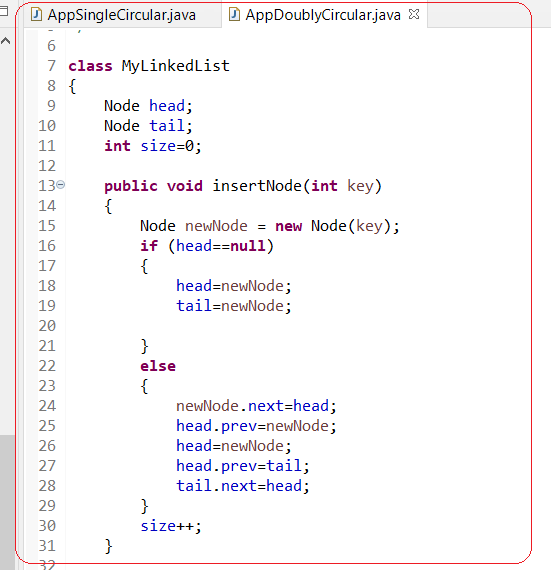 AppSingleCircular.java AppDoublyCircular.java
6
7 class MyLinkedList
8 {
9 Node head;
10 Node tail;
11 int size=0;
12
13 public void insertNode(int key)
14 {
15 Node newNode = new Node(key);
16 if (head==null)
17 {
18 head=newNode;
19 tail=newNode;
20
21 }
22 else
23 {
24 newNode.next=head;
25 head.prev=newNode;
26 head=newNode;
27 head.prev=tail;
28 tail.next=head;
29 }
30 size++;
31 }
32